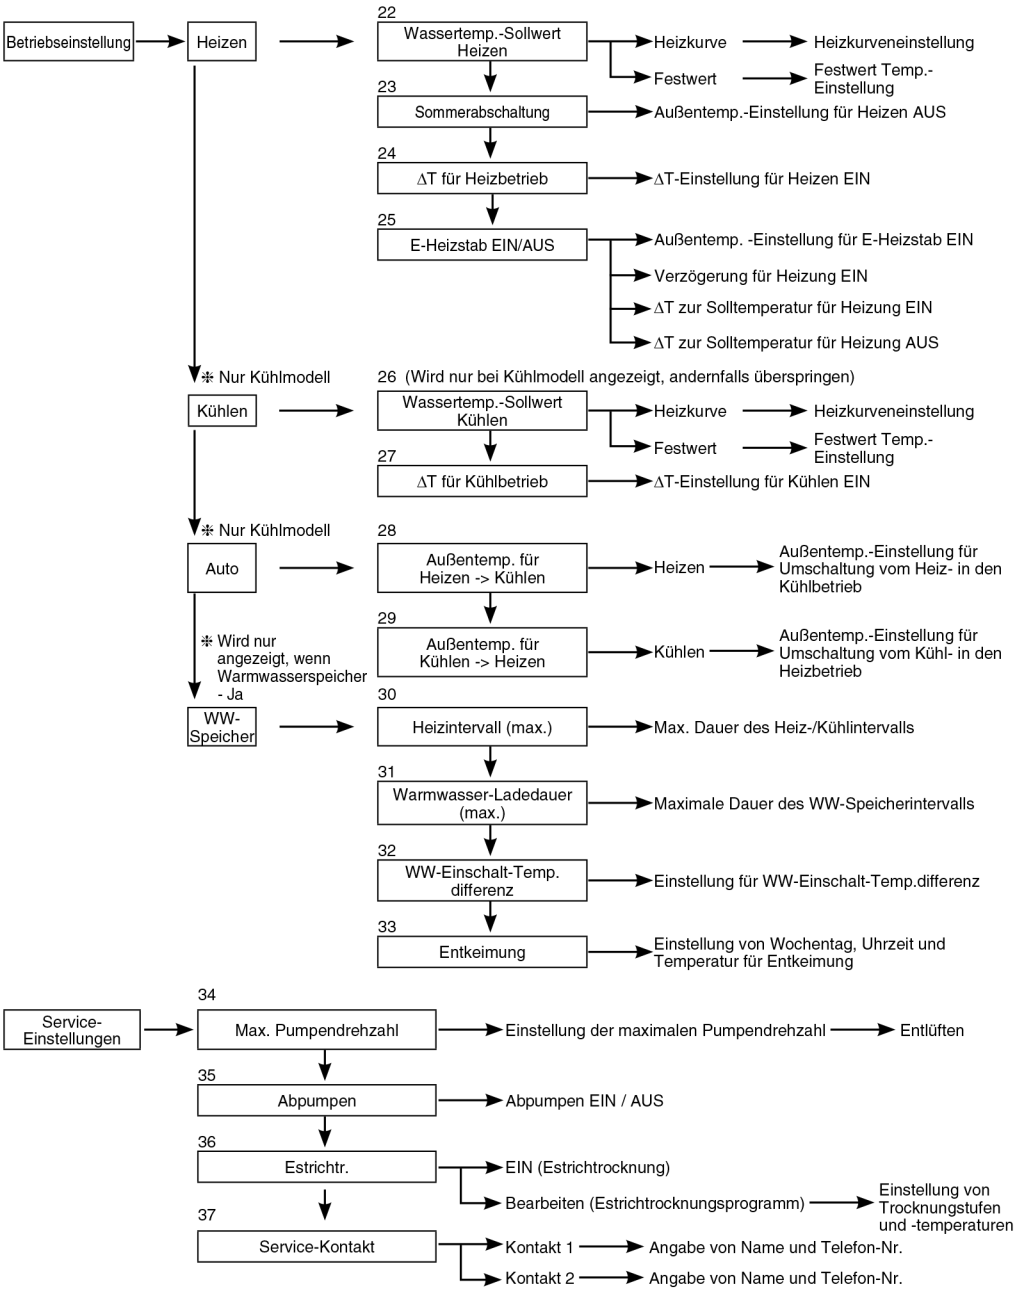 Betriebseinstellung
Heizen
22
Wassertemp.-Sollwert
Heizen
Heizkurve
Heizkurveneinstellung
Festwert
Festwert Temp.-
Einstellung
23
Sommerabschaltung
Außentemp.-Einstellung für Heizen AUS
24
ΔT für Heizbetrieb
ΔT-Einstellung für Heizen EIN
25
E-Heizstab EIN/AUS
Außentemp. -Einstellung für E-Heizstab EIN
Verzögerung für Heizung EIN
ΔT zur Solltemperatur für Heizung EIN
ΔT zur Solltemperatur für Heizung AUS
❈ Nur Kühlmodell
Kühlen
26 (Wird nur bei Kühlmodell angezeigt, andernfalls überspringen)
Wassertemp.-Sollwert
Kühlen
Heizkurve
Heizkurveneinstellung
Festwert
Festwert Temp.-
Einstellung
27
ΔT für Kühlbetrieb
ΔT-Einstellung für Kühlen EIN
❈ Nur Kühlmodell
Auto
28
Außentemp. für
Heizen -> Kühlen
Heizen
Außentemp.-Einstellung für
Umschaltung vom Heiz- in den
Kühlbetrieb
29
Außentemp. für
Kühlen -> Heizen
Kühlen
Außentemp.-Einstellung für
Umschaltung vom Kühl- in den
Heizbetrieb
❈ Wird nur
angezeigt, wenn
Warmwasserspeicher
- Ja
WW-
Speicher
30
Heizintervall (max.)
Max. Dauer des Heiz-/Kühlintervalls
31
Warmwasser-Ladedauer
(max.)
Maximale Dauer des WW-Speicherintervalls
32
WW-Einschalt-Temp.
differenz
Einstellung für WW-Einschalt-Temp.differenz
33
Entkeimung
Einstellung von Wochentag, Uhrzeit und
Temperatur für Entkeimung
Service-
Einstellungen
34
Max. Pumpendrehzahl
Einstellung der maximalen Pumpendrehzahl
Entlüften
35
Abpumpen
Abpumpen EIN / AUS
36
Estrichtr.
EIN (Estrichtrocknung)
Bearbeiten (Estrichtrocknungsprogramm)
Einstellung von
Trocknungstufen
und -temperaturen
37
Service-Kontakt
Kontakt 1
Angabe von Name und Telefon-Nr.
Kontakt 2
Angabe von Name und Telefon-Nr.